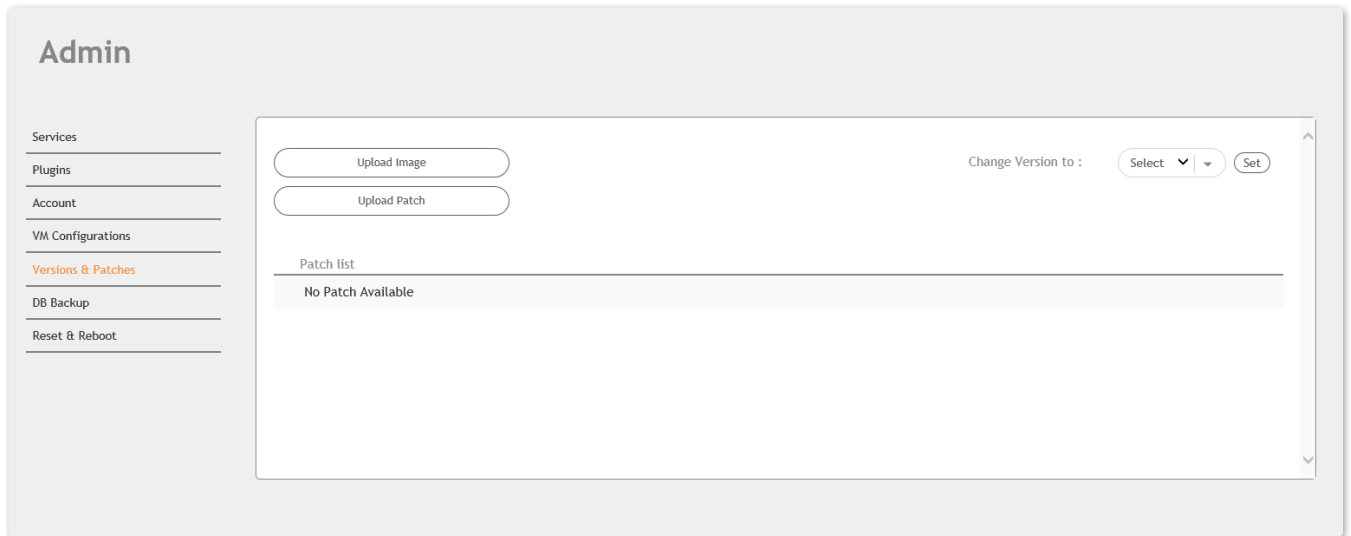 Admin
Services
Plugins
Account
VM Configurations
Versions & Patches
DB Backup
Reset & Reboot
Upload Image
Change Version to :
Select
Set
Upload Patch
Patch list
No Patch Available